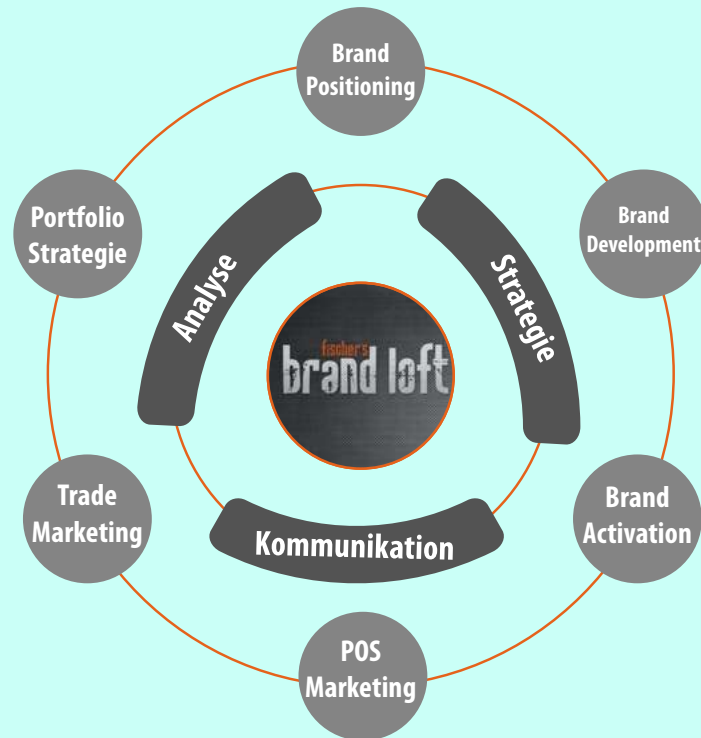 Brand
Positioning
Portfolio
Strategie
Brand
Development
Analyse
Strategie
fischer's
brand loft
Trade
Marketing
Brand
Activation
Kommunikation
POS
Marketing